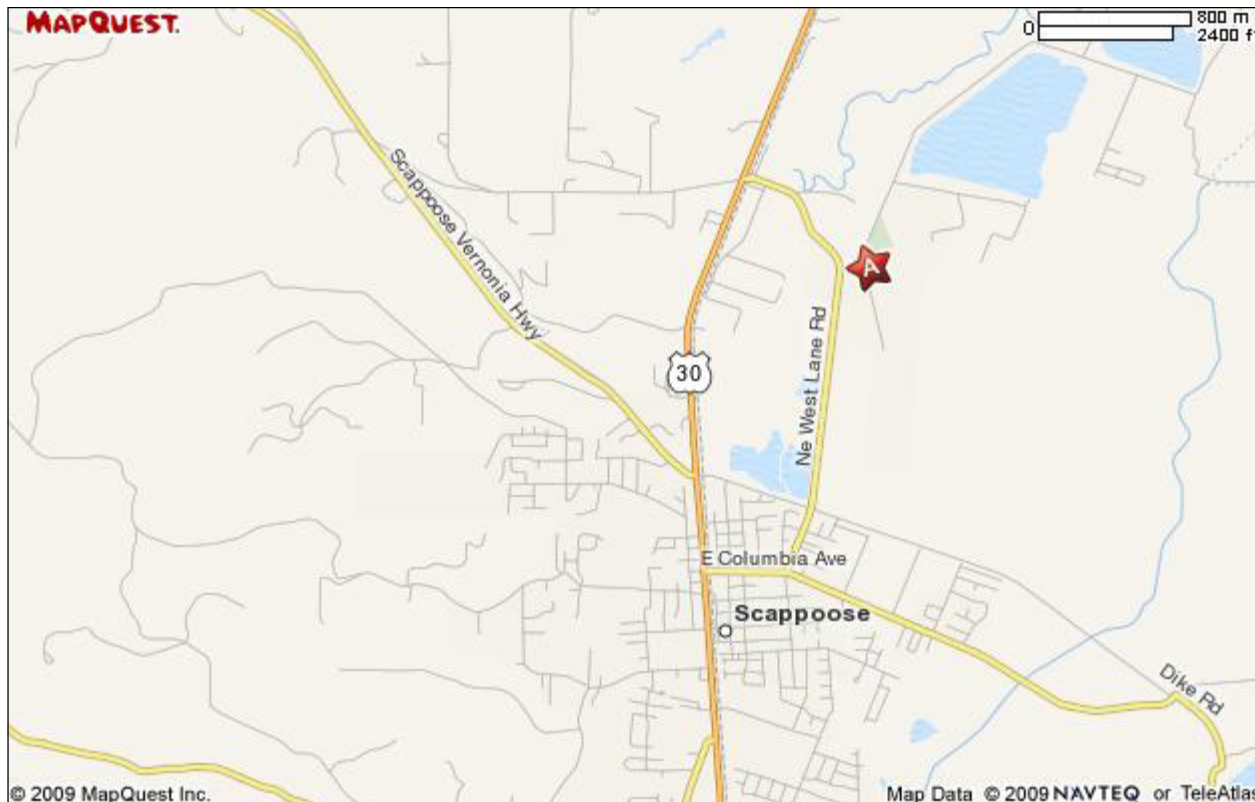 MAPQUEST.
0
800 m
2400 ft
Scappoose Vernonia Hwy
A
Ne West Lane Rd
30
E Columbia Ave
Scappoose
Dike Rd
© 2009 MapQuest Inc.
Map Data © 2009 NAVTEQ or TeleAtlas